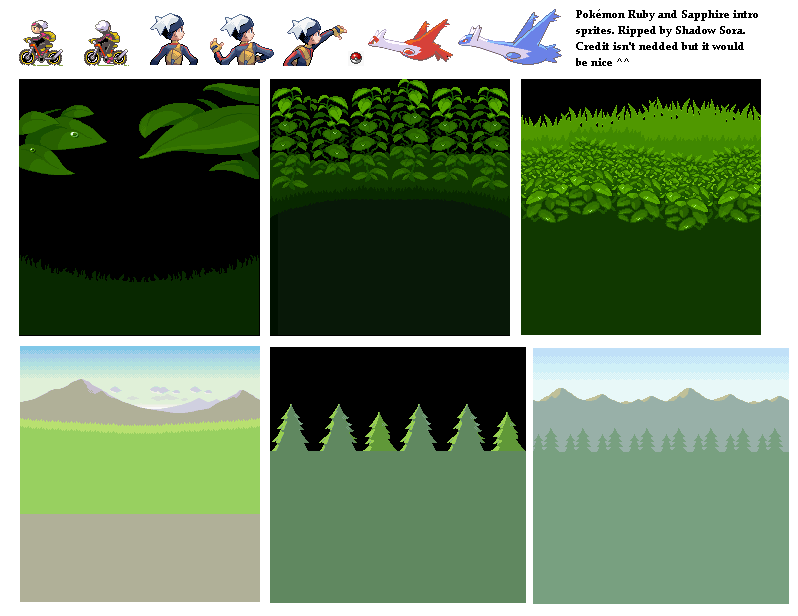 Pokémon Ruby and Sapphire intro
sprites. Ripped by Shadow Sora.
Credit isn't nedded but it would
be nice ^^